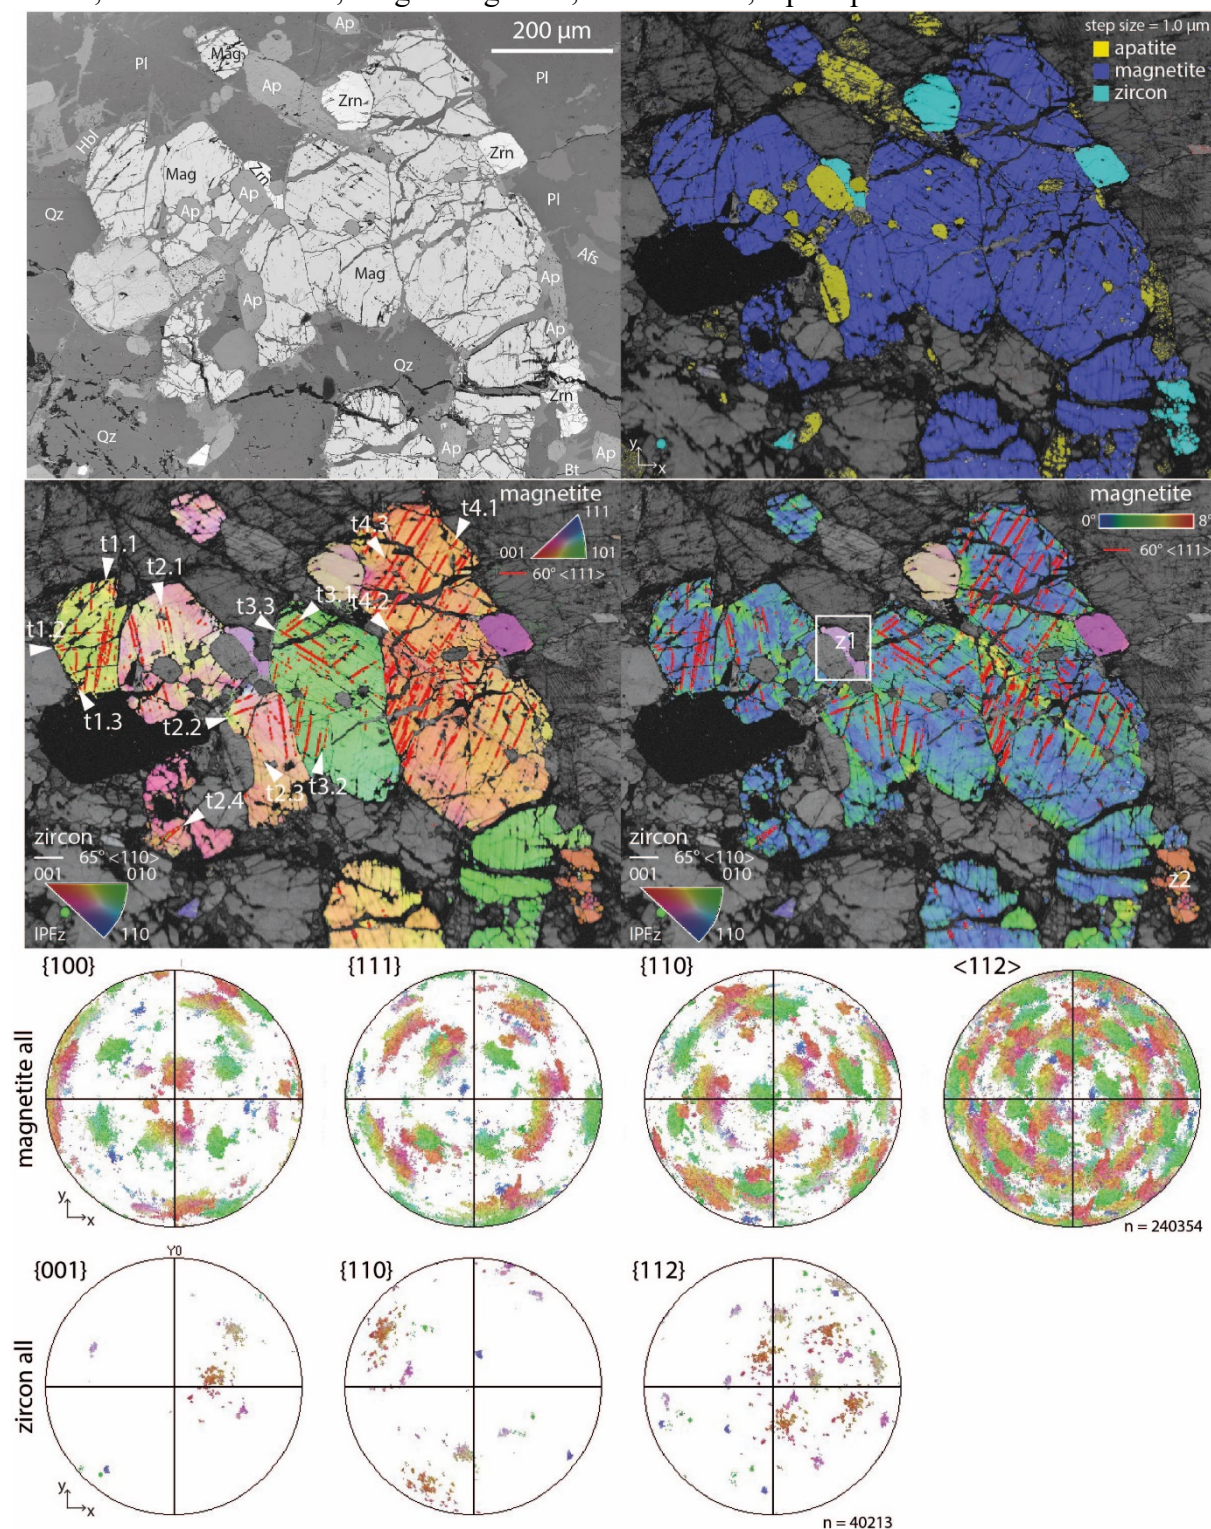 Mag
Ap
200 µm
Pl
Ap
Zrn
Pl
Hbl
Mag
Zrn
Ap
Zrn
Qz
Ap
Pl
Afs
Mag
Ap
Ap
Ap
Qz
Zrn
Qz
Ap
Ap
Bt
step size = 1.0 µm
apatite
magnetite
zircon
y
x
magnetite
111
001
101
60° <111>
t1.1
t2.1
t4.3
t4.1
t3.1
t3.3
t4.2
t1.2
t1.3
t2.2
t2.3
t3.2
t2.4
zircon
65° <110>
001
010
110
IPFz
magnetite
0°
8°
60° <111>
z1
z2
zircon
65° <110>
001
010
110
IPFz
{100}
{111}
{110}
<112>
magnetite all
y
x
n = 240354
Y0
{001}
{110}
{112}
zircon all
y
x
n = 40213